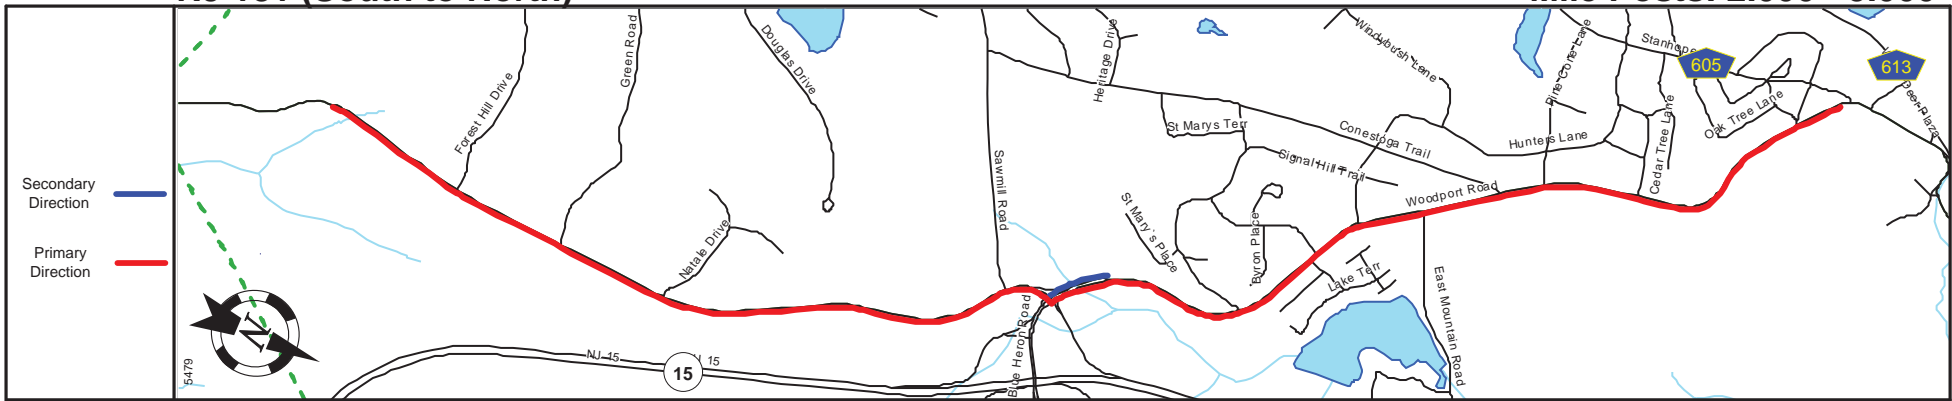 Secondary
Direction
Primary
Direction
5479
N
Forest Hill Drive
Green Road
Douglas Drive
Natale Drive
NJ 15
15
15
Sawmill Road
Blue Heron Road
Heritage Drive
St Marys Terr
St Mary's Place
Signal Hill Trail
Byron Place
Conestoga Trail
Windybush Lane
Woodport Road
Lake Terr
East Mountain Road
Hunters Lane
Pine Cone Lane
Cedar Tree Lane
Stanhope
605
Oak Tree Lane
613
Deer Plaza